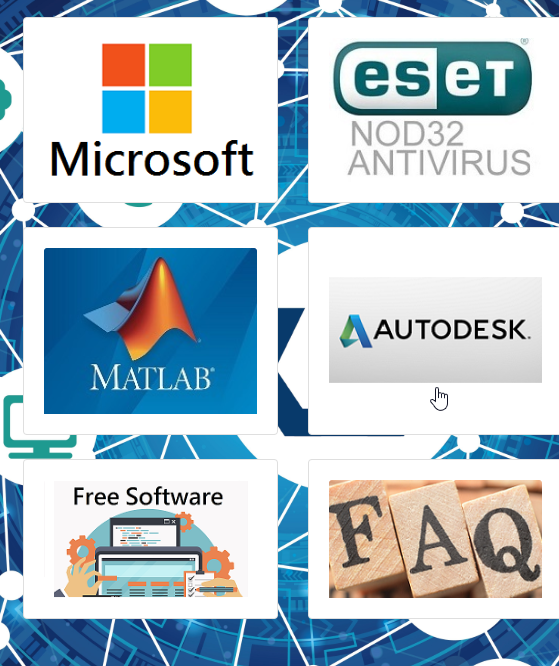 Microsoft
eset®
NOD32
ANTIVIRUS
MATLAB®
AUTODESK.
Free Software
FAQ